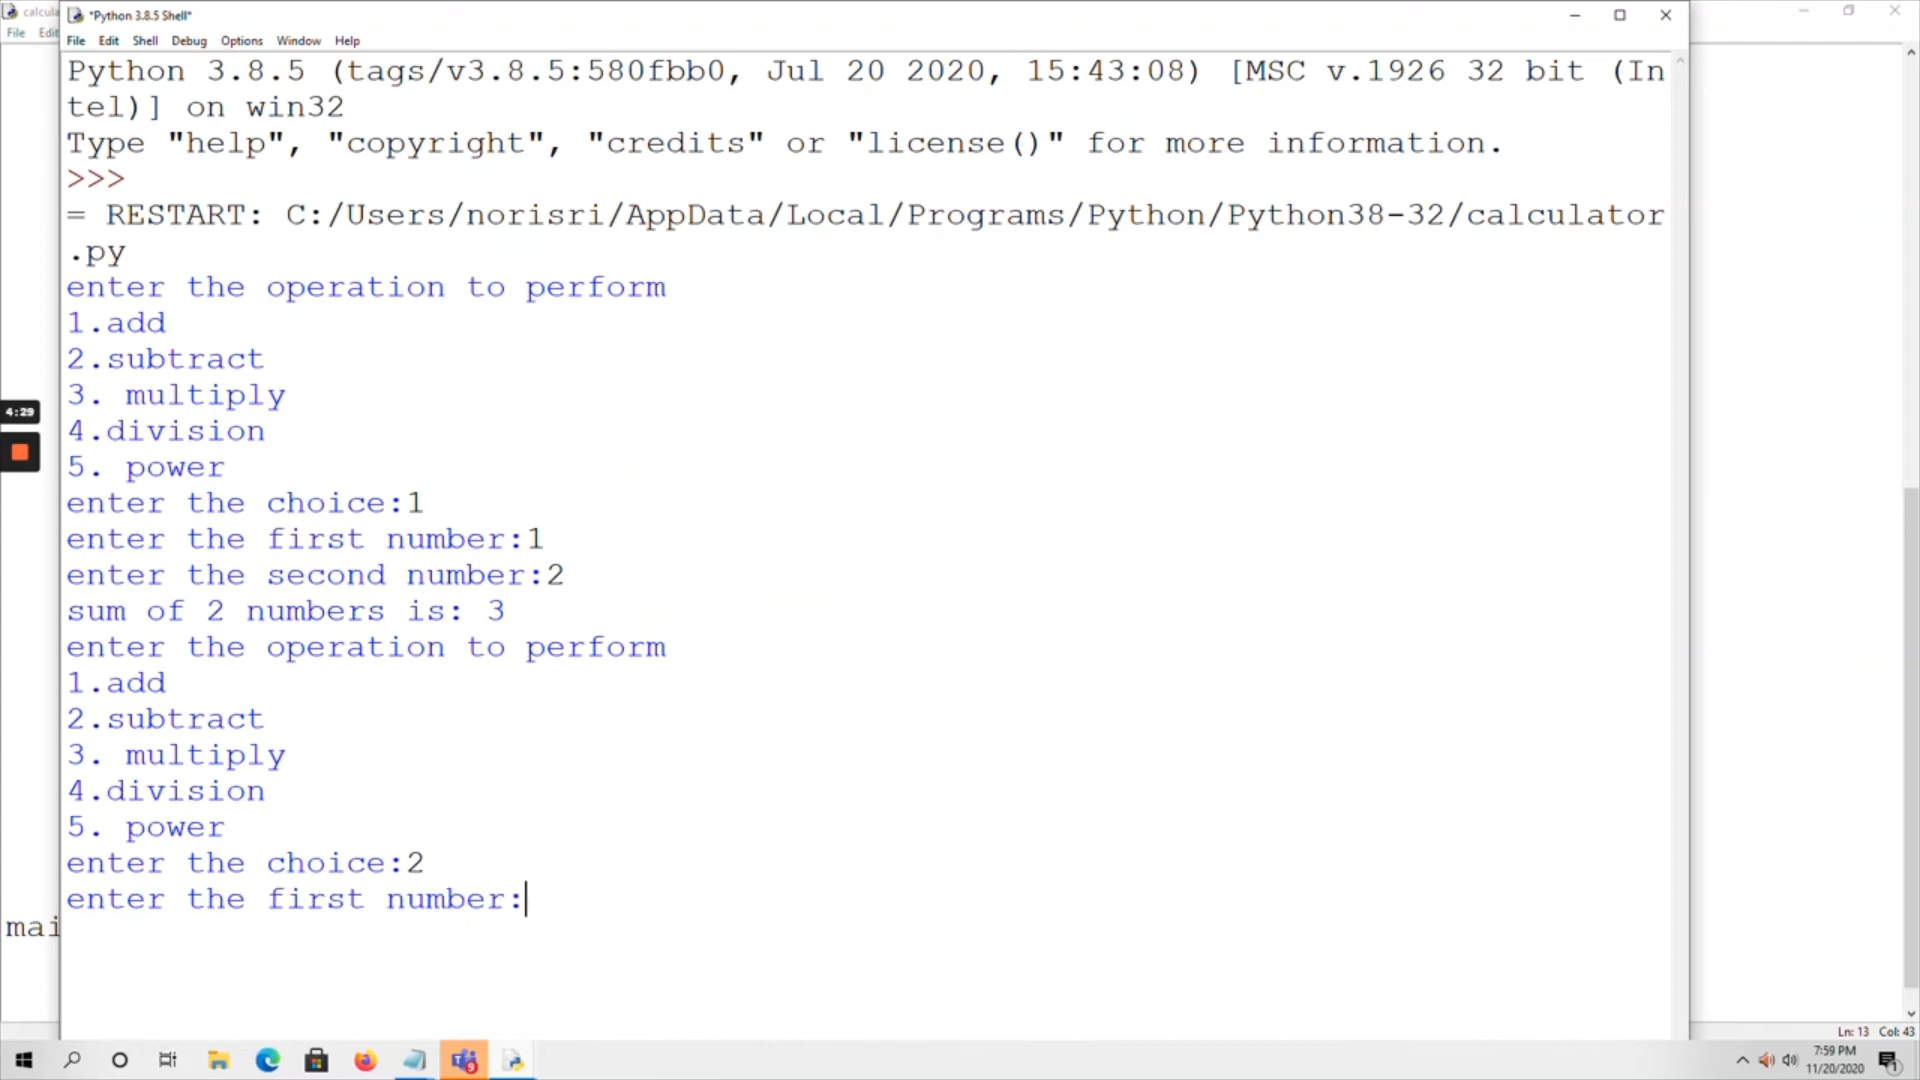 calcula
*Python 3.8.5 Shell*
File Edit
File Edit Shell Debug Options Window Help
Python 3.8.5 (tags/v3.8.5:580fbb0, Jul 20 2020, 15:43:08) [MSC v.1926 32 bit (In
tel)] on win32
Type "help", "copyright", "credits" or "license()" for more information.
>>>
= RESTART: C:/Users/norisri/AppData/Local/Programs/Python/Python38-32/calculator
.py
enter the operation to perform
1.add
2.subtract
3. multiply
4:29
4.division
5. power
enter the choice:1
enter the first number:1
enter the second number:2
sum of 2 numbers is: 3
enter the operation to perform
1.add
2.subtract
3. multiply
4.division
5. power
enter the choice:2
enter the first number:
mai
Ln: 13 Col: 43
9
7:59 PM
11/20/2020
1